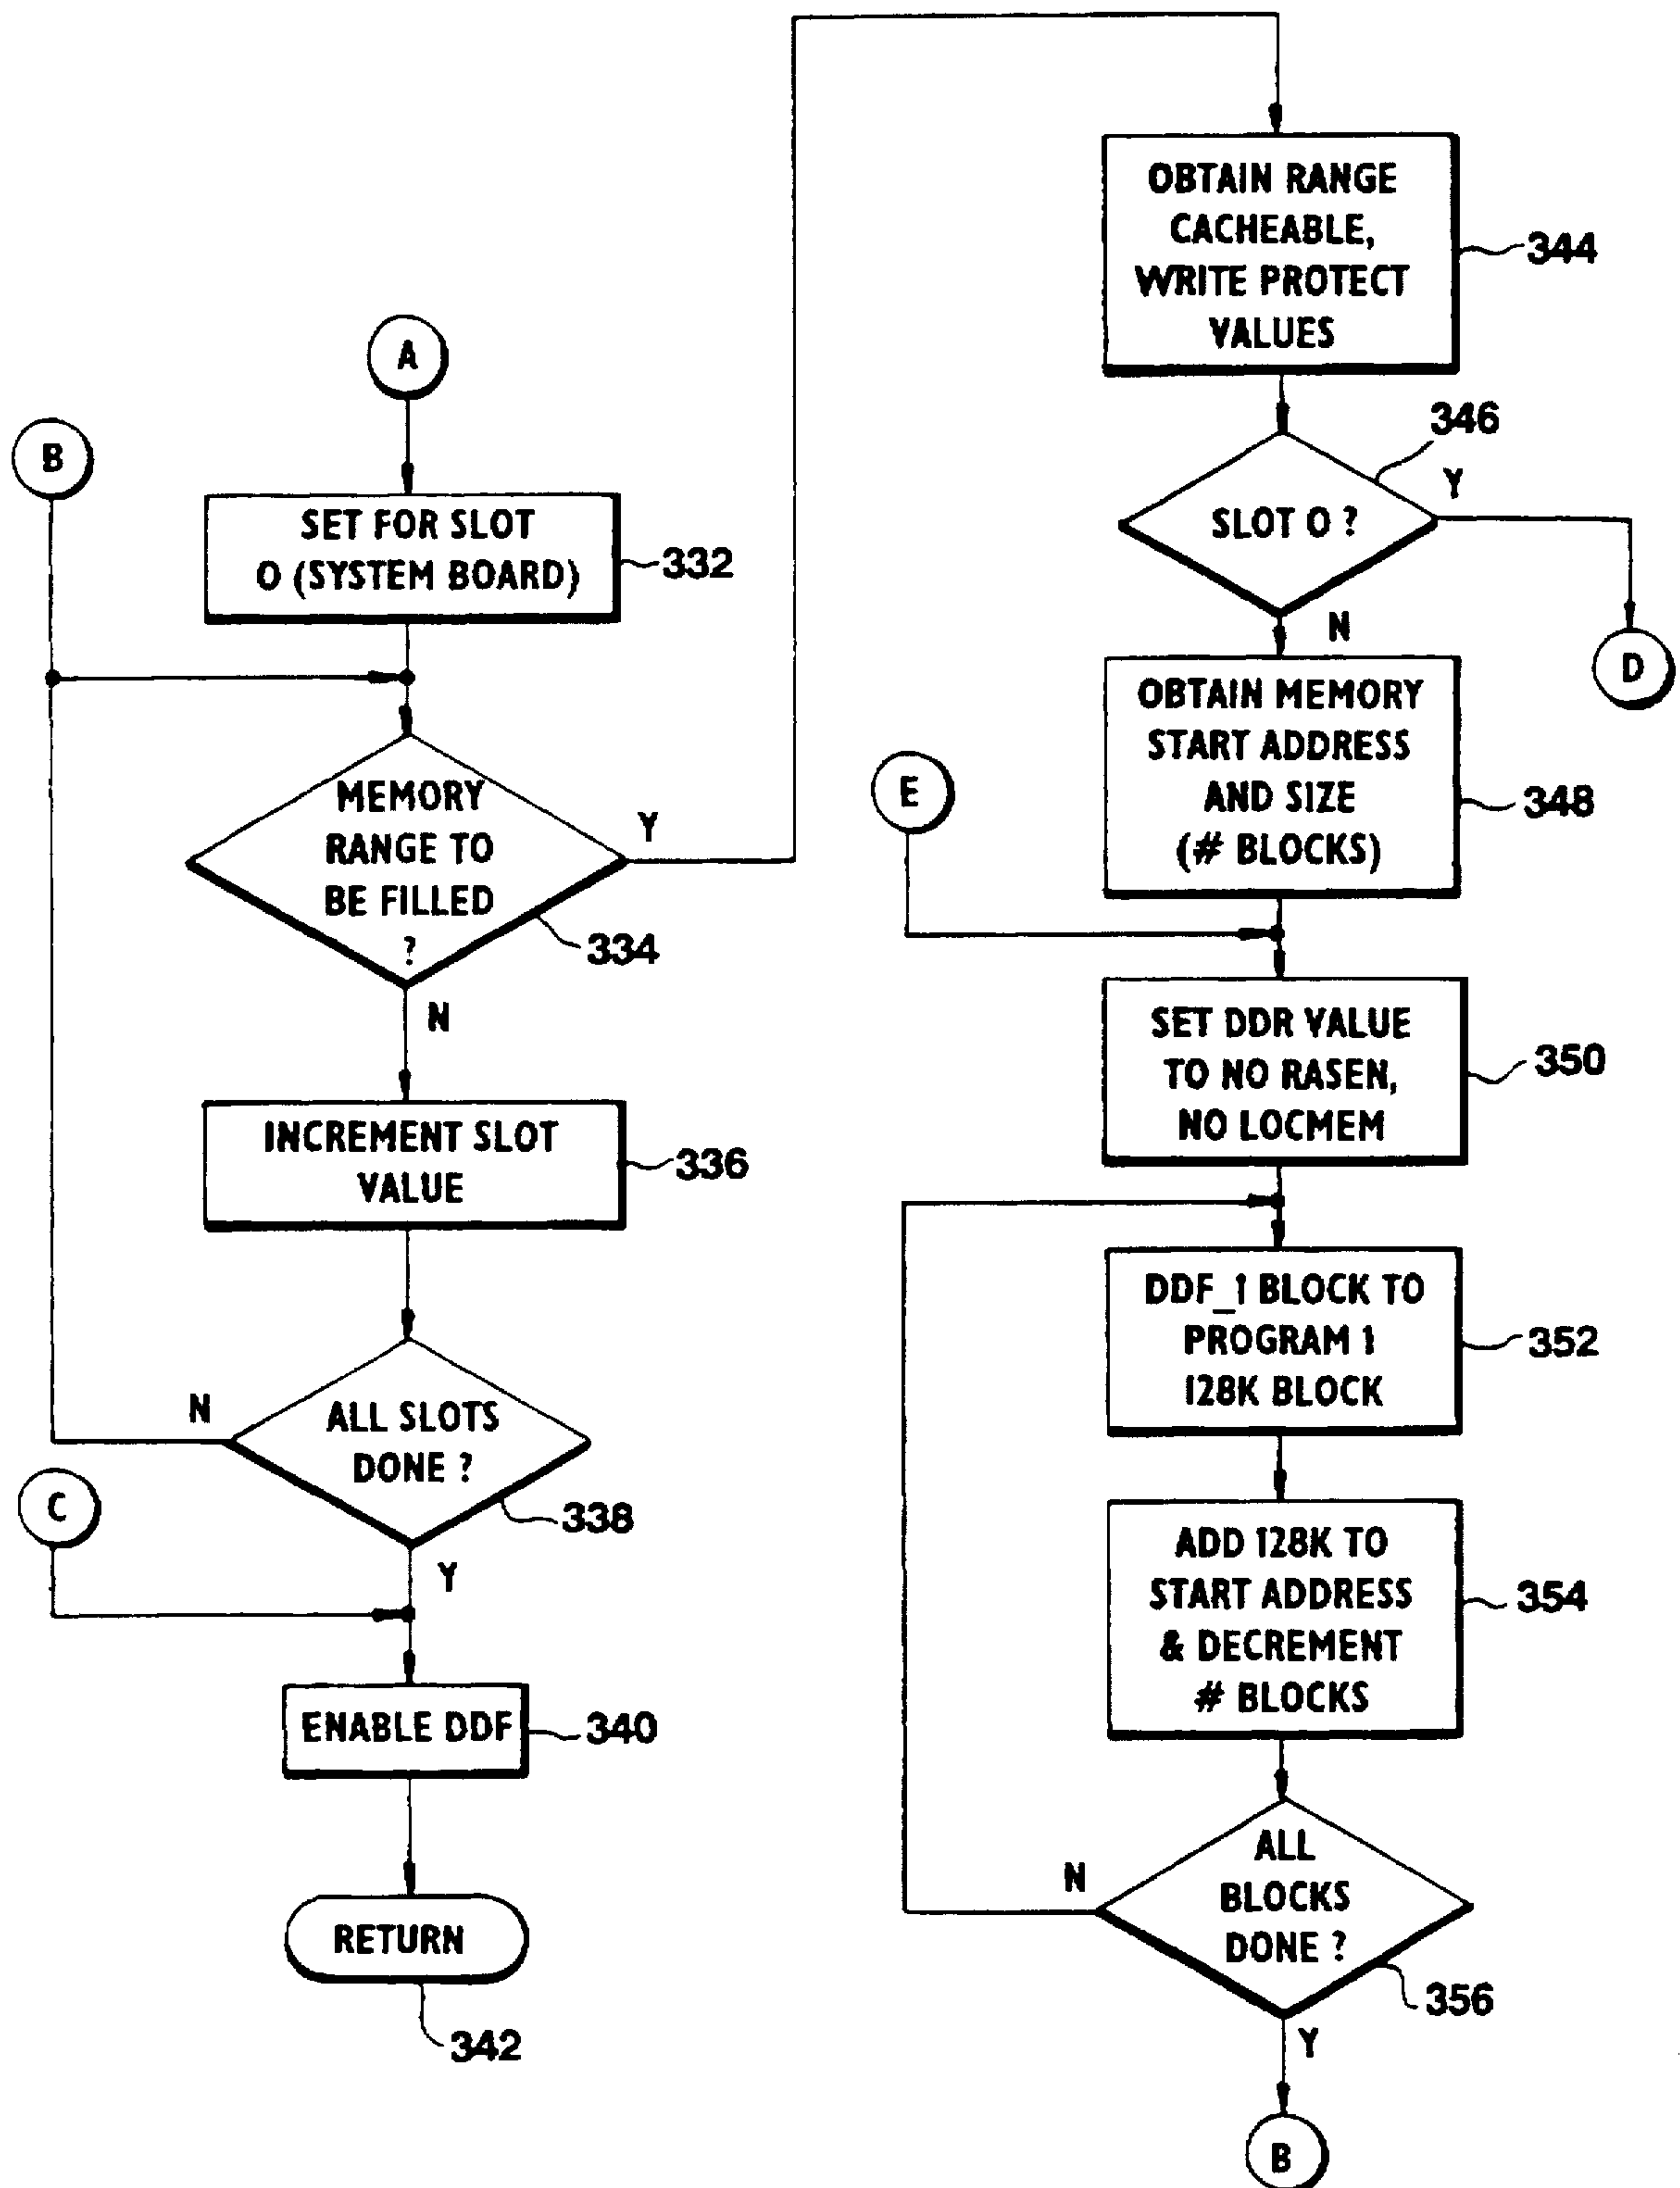 A
B
SET FOR SLOT
0 (SYSTEM BOARD)
332
MEMORY
RANGE TO
BE FILLED
?
Y
334
N
INCREMENT SLOT
VALUE
336
N
ALL SLOTS
DONE ?
338
C
Y
ENABLE DDF
340
RETURN
342
OBTAIN RANGE
CACHEABLE,
WRITE PROTECT
VALUES
344
346
SLOT 0 ?
Y
D
N
OBTAIN MEMORY
START ADDRESS
AND SIZE
(# BLOCKS)
348
E
SET DDR VALUE
TO NO RASEN,
NO LOCMEM
350
DDF_1 BLOCK TO
PROGRAM 1
128K BLOCK
352
ADD 128K TO
START ADDRESS
& DECREMENT
# BLOCKS
354
N
ALL
BLOCKS
DONE ?
356
Y
B